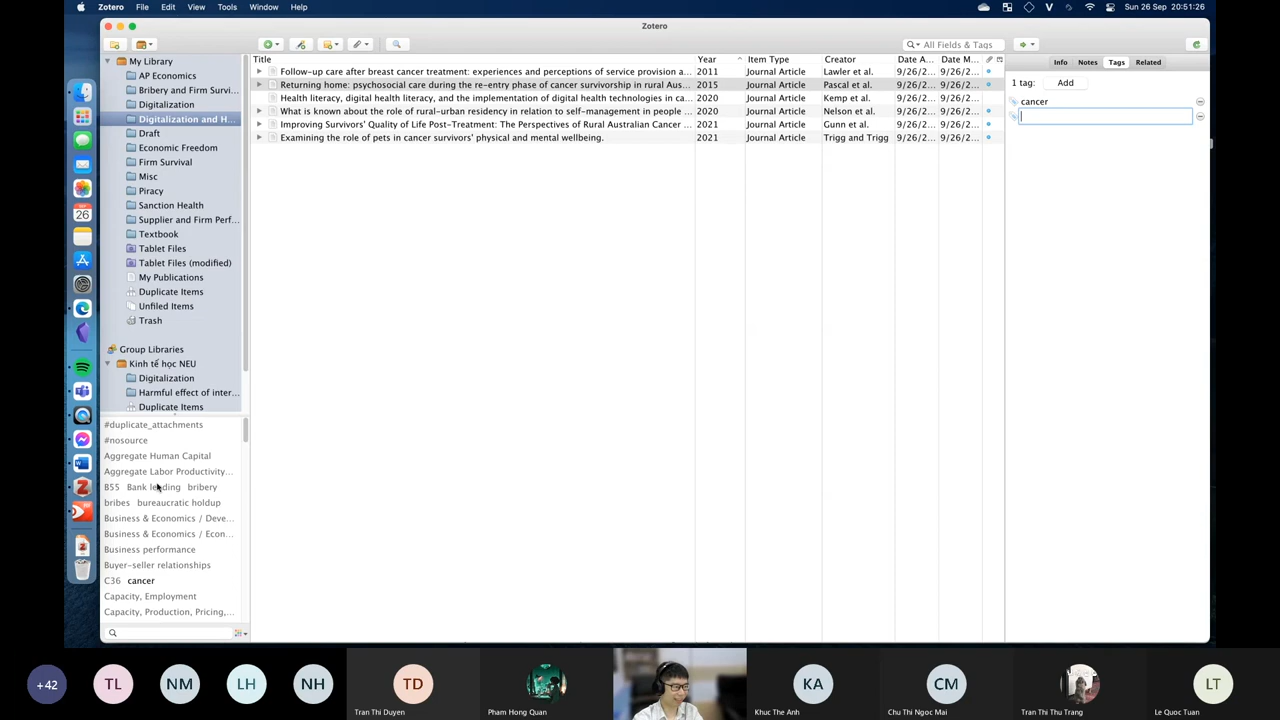 Zotero File Edit View Tools Window Help Sun 26 Sep 20:51:26
Zotero
All Fields & Tags
My Library
AP Economics
Bribery and Firm Survi...
Digitalization
Digitalization and H...
Draft
Economic Freedom
Firm Survival
Misc
Piracy
Sanction Health
Supplier and Firm Perf...
Textbook
Tablet Files
Tablet Files (modified)
My Publications
Duplicate Items
Unfiled Items
Trash
Group Libraries
Kinh tế học NEU
Digitalization
Harmful effect of inter...
Duplicate Items
#duplicate_attachments
#nosource
Aggregate Human Capital
Aggregate Labor Productivity...
B55 Bank lending bribery
bribes bureaucratic holdup
Business & Economics / Deve...
Business & Economics / Econ...
Business performance
Buyer-seller relationships
C36 cancer
Capacity, Employment
Capacity, Production, Pricing,...
Title Year Item Type Creator Date A... Date M...
Follow-up care after breast cancer treatment: experiences and perceptions of service provision a... 2011 Journal Article Lawler et al. 9/26/2... 9/26/2...
Returning home: psychosocial care during the re-entry phase of cancer survivorship in rural Aus... 2015 Journal Article Pascal et al. 9/26/2... 9/26/2...
Health literacy, digital health literacy, and the implementation of digital health technologies in ca... 2020 Journal Article Kemp et al. 9/26/2... 9/26/2...
What is known about the role of rural–urban residency in relation to self-management in people ... 2020 Journal Article Nelson et al. 9/26/2... 9/26/2...
Improving Survivors' Quality of Life Post-Treatment: The Perspectives of Rural Australian Cancer ... 2021 Journal Article Gunn et al. 9/26/2... 9/26/2...
Examining the role of pets in cancer survivors' physical and mental wellbeing. 2021 Journal Article Trigg and Trigg 9/26/2... 9/26/2...
Info Notes Tags Related
1 tag: Add
cancer
SEP
26
+42 TL NM LH NH TD KA CM LT
Tran Thi Duyen Pham Hong Quan Khuc The Anh Chu Thi Ngoc Mai Tran Thi Thu Trang Le Quoc Tuan